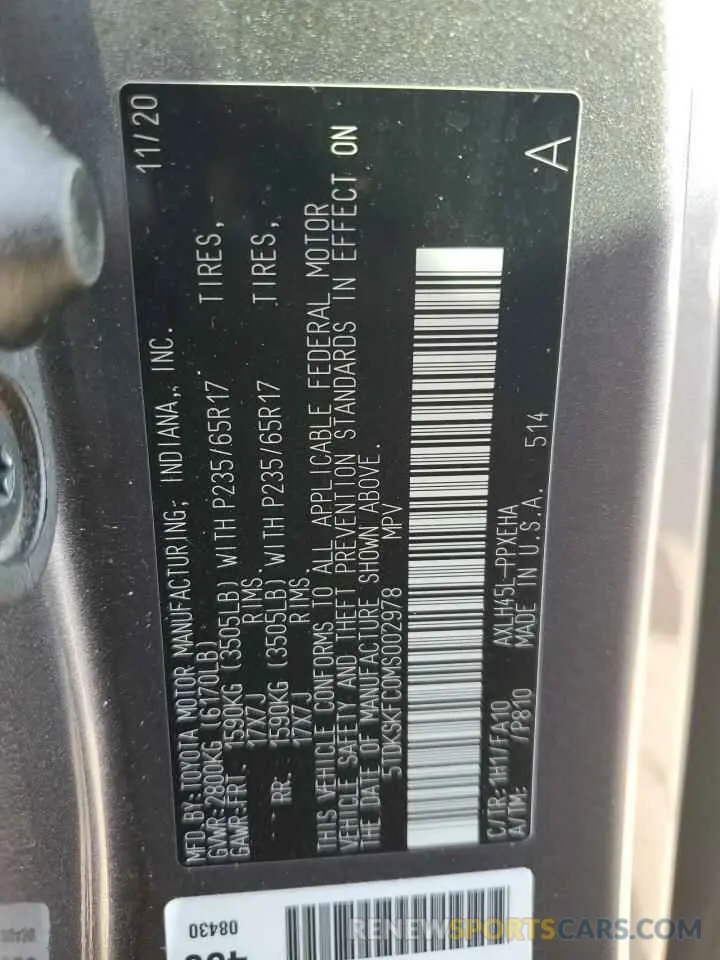 MFD. BY: TOYOTA MOTOR MANUFACTURING, INDIANA, INC. 11/20
GVWR: 2800KG (6170LB)
GAWR: FRT. 1590KG (3505LB) WITH P235/65R17 TIRES,
17X7J RIMS.
RR. 1590KG (3505LB) WITH P235/65R17 TIRES,
17X7J RIMS.
THIS VEHICLE CONFORMS TO ALL APPLICABLE FEDERAL MOTOR
VEHICLE SAFETY AND THEFT PREVENTION STANDARDS IN EFFECT ON
THE DATE OF MANUFACTURE SHOWN ABOVE.
5TDKSKFC0MS002978 MPV
A
C/TR: 1H1/FA10 AXLH45L-PPXEHA
A/TM: /P810 MADE IN U.S.A. 514
08430
RENEWSPORTSCARS.COM